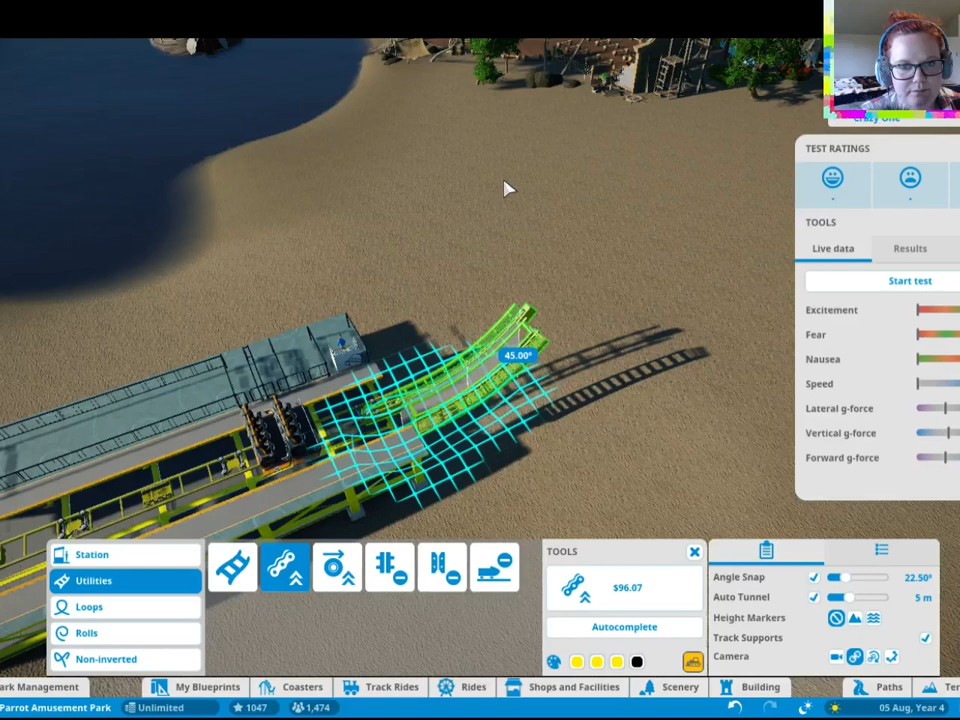 Crazy One
TEST RATINGS
- -
TOOLS
Live data Results
Start test
Excitement
Fear
Nausea
Speed
Lateral g-force
Vertical g-force
Forward g-force
45.00°
Station
Utilities
Loops
Rolls
Non-inverted
TOOLS
$96.07
Autocomplete
Angle Snap 22.50°
Auto Tunnel 5 m
Height Markers
Track Supports
Camera
ark Management My Blueprints Coasters Track Rides Rides Shops and Facilities Scenery Building Paths Ter
Parrot Amusement Park Unlimited 1047 1,474 05 Aug, Year 4